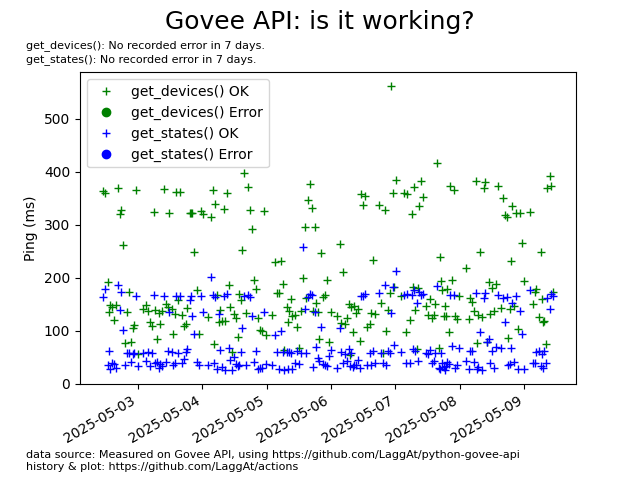 Govee API: is it working?
get_devices(): No recorded error in 7 days.
get_states(): No recorded error in 7 days.
get_devices() OK
get_devices() Error
get_states() OK
get_states() Error
Ping (ms)
500
400
300
200
100
0
2025-05-03
2025-05-04
2025-05-05
2025-05-06
2025-05-07
2025-05-08
2025-05-09
data source: Measured on Govee API, using https://github.com/LaggAt/python-govee-api
history & plot: https://github.com/LaggAt/actions